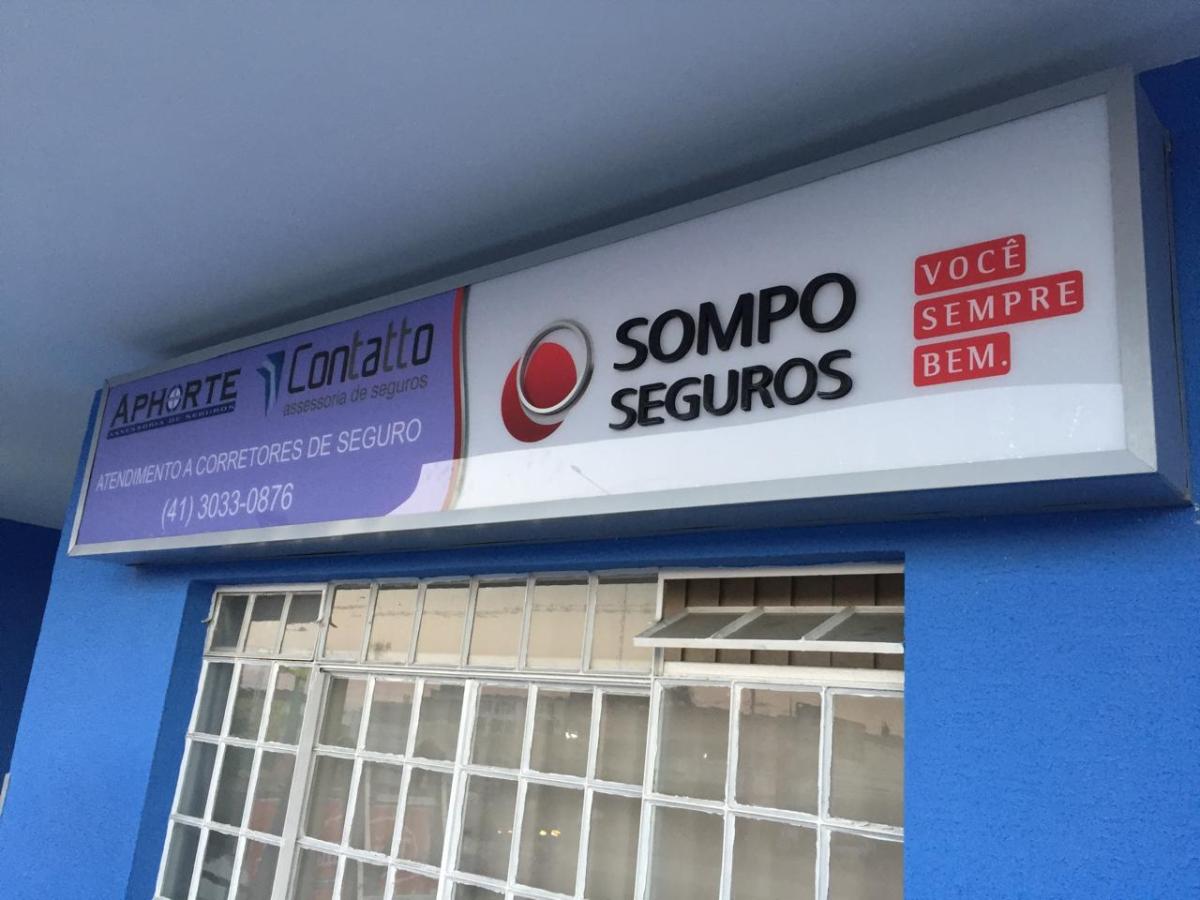 APHORTE
ASSESSORIA DE SEGUROS
Contatto
assessoria de seguros
ATENDIMENTO A CORRETORES DE SEGURO
(41) 3033-0876
SOMPO
SEGUROS
VOCÊ
SEMPRE
BEM.